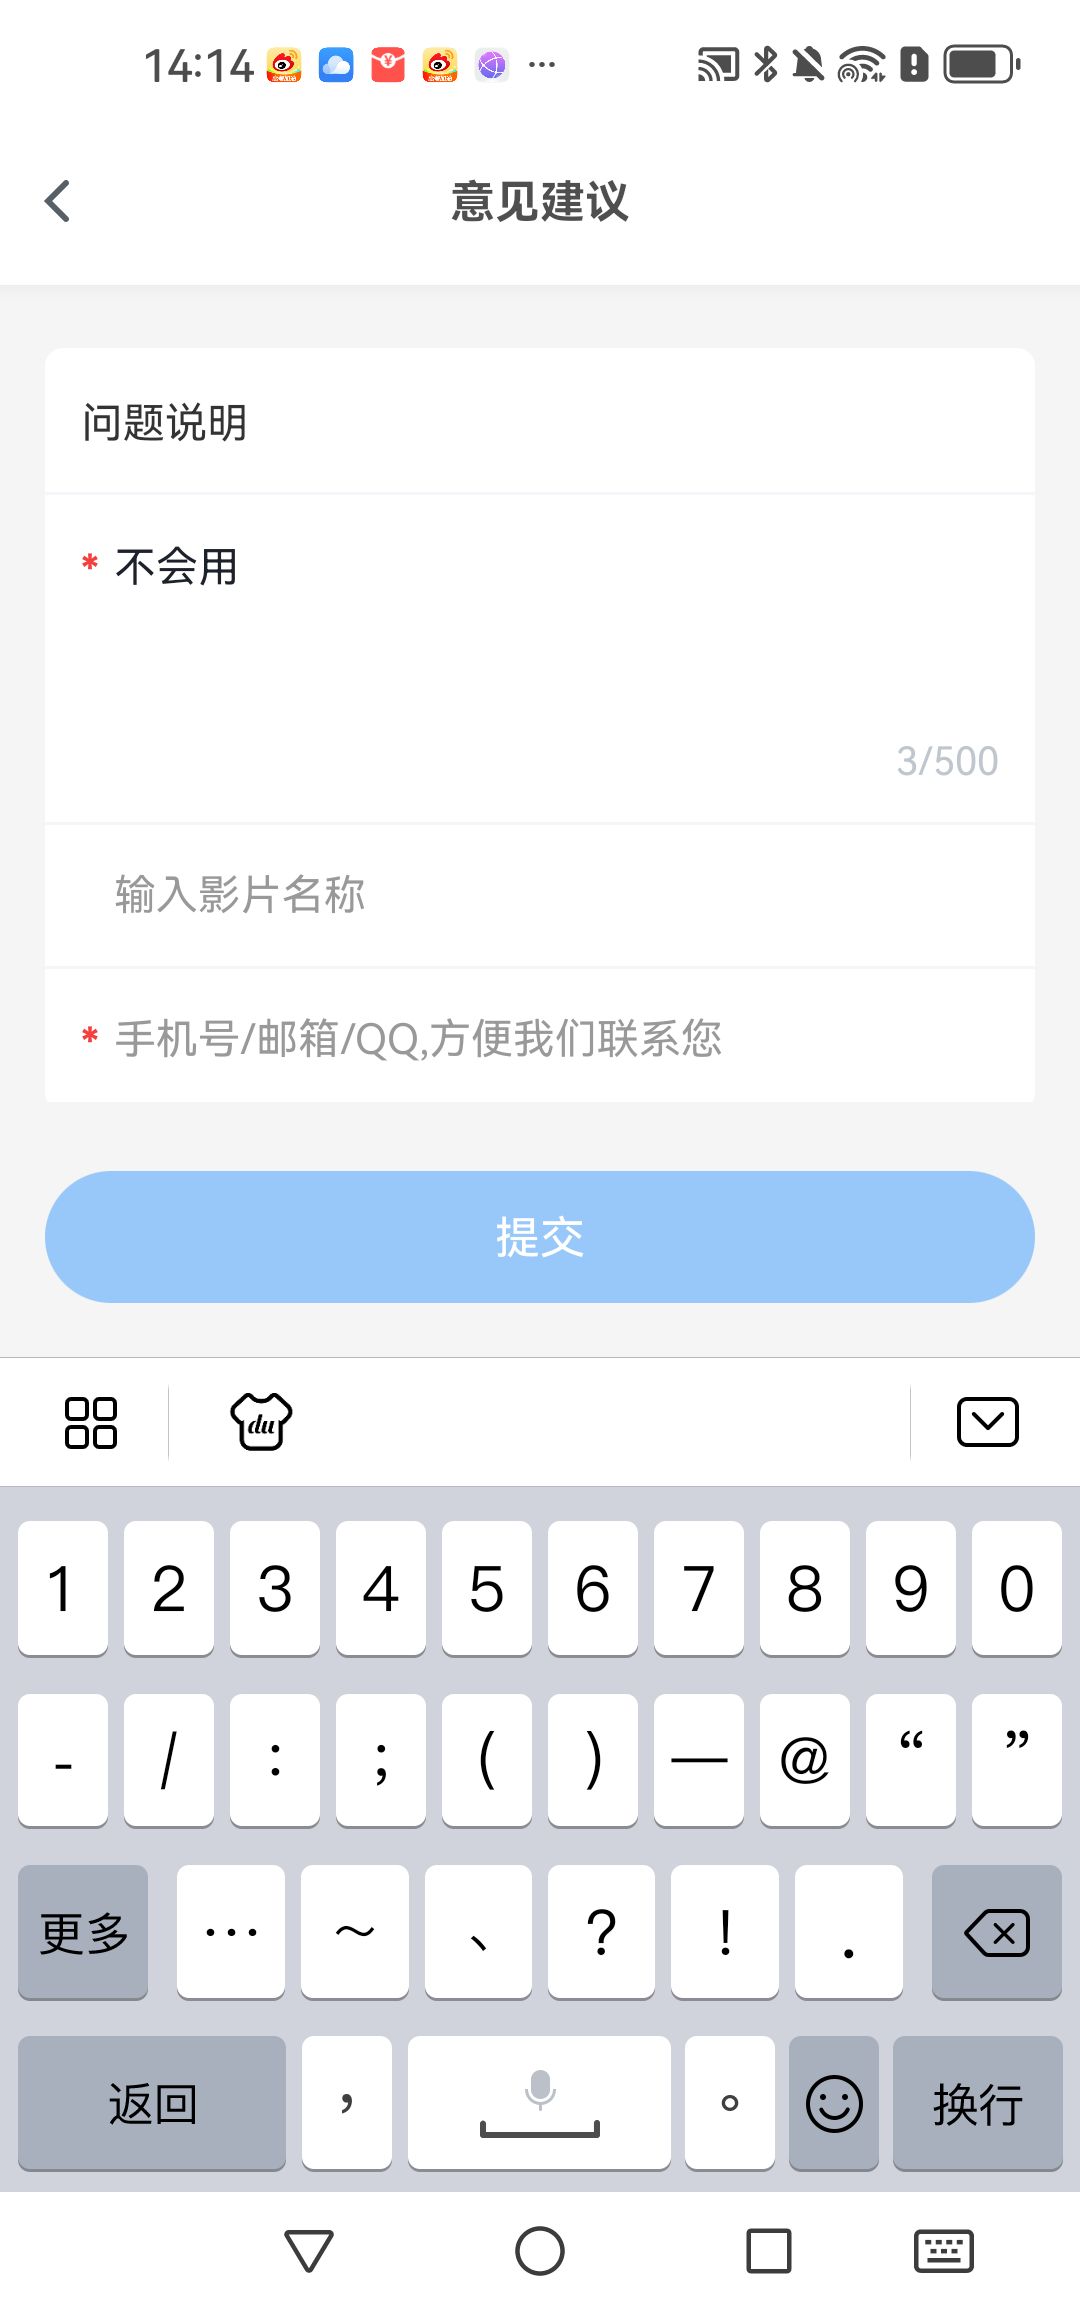 14:14
意见建议
问题说明
* 不会用
3/500
输入影片名称
* 手机号/邮箱/QQ,方便我们联系您
提交
du
1 2 3 4 5 6 7 8 9 0
- / : ; ( ) — @ “ ”
更多 … ～ 、 ? ! .
返回 , 。 换行